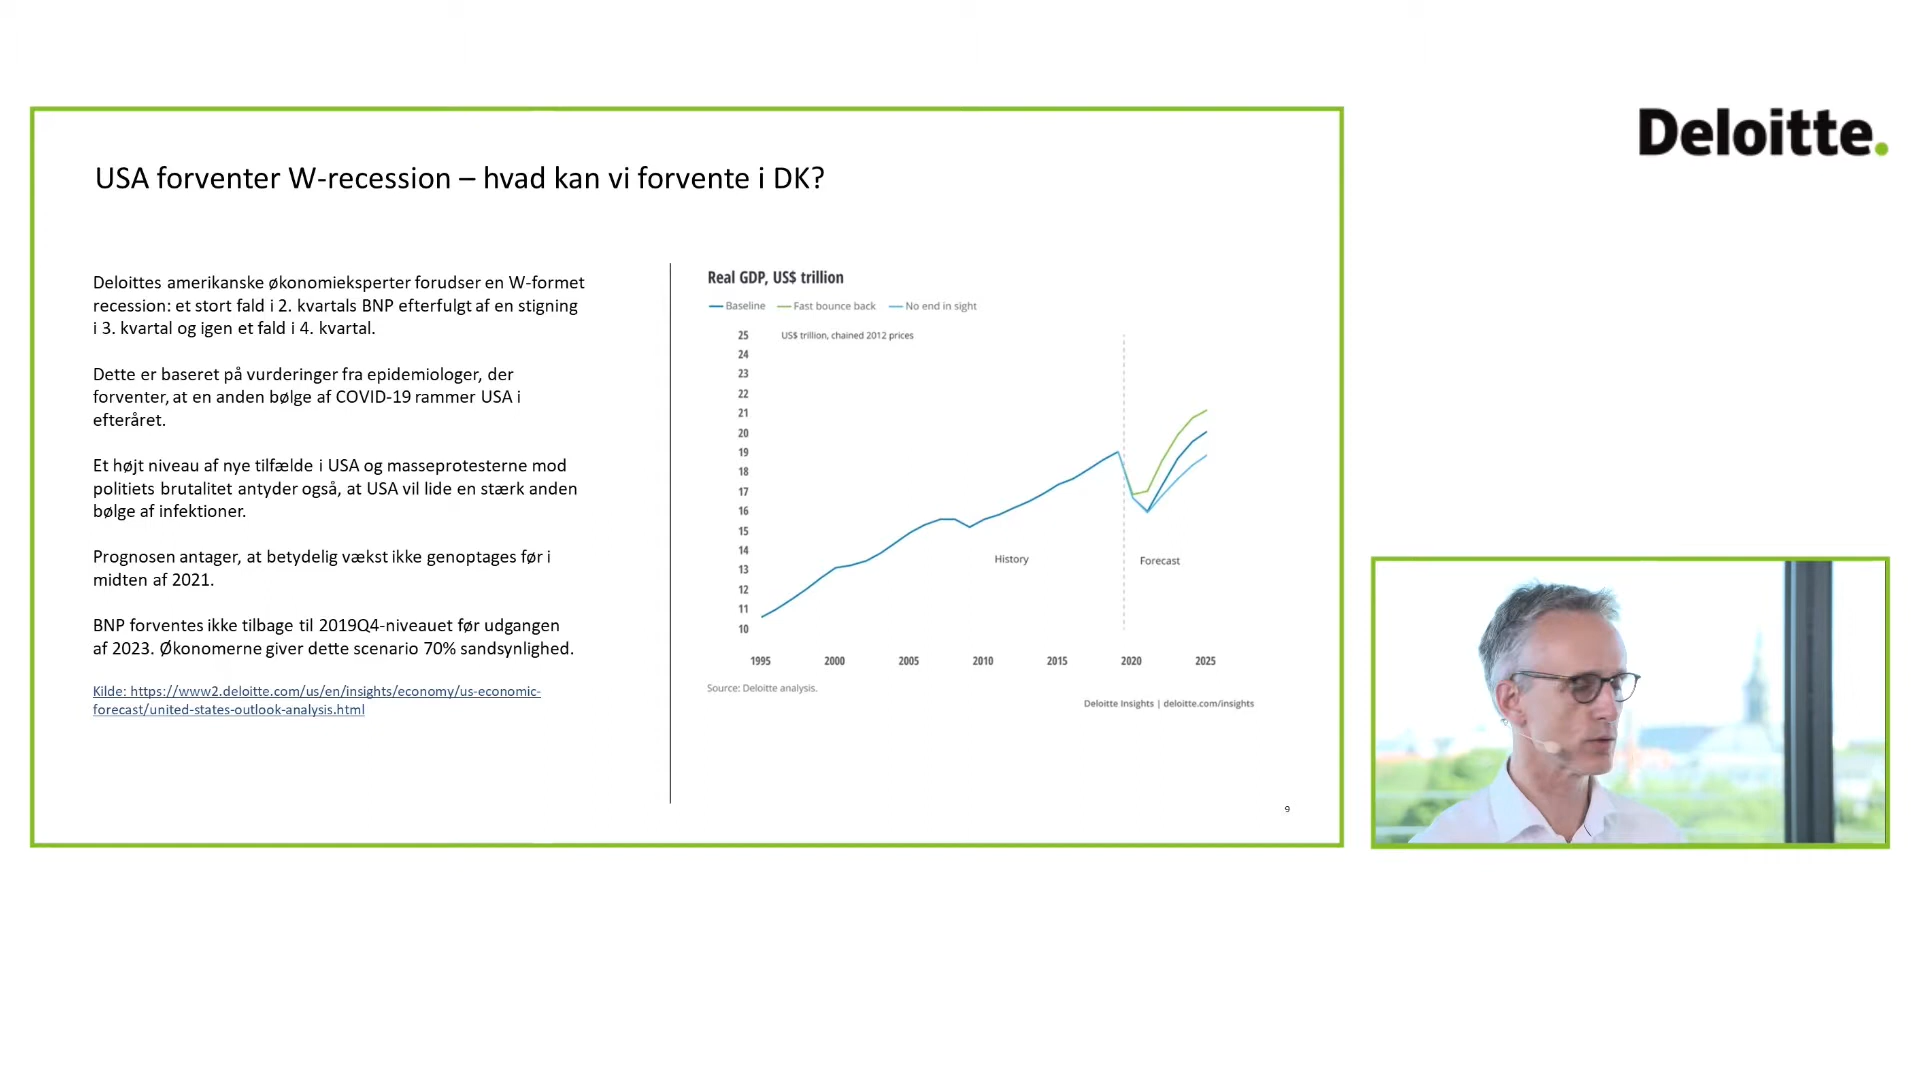 Deloitte.
USA forventer W-recession – hvad kan vi forvente i DK?
Deloittes amerikanske økonomieksperter forudser en W-formet
recession: et stort fald i 2. kvartals BNP efterfulgt af en stigning
i 3. kvartal og igen et fald i 4. kvartal.
Dette er baseret på vurderinger fra epidemiologer, der
forventer, at en anden bølge af COVID-19 rammer USA i
efteråret.
Et højt niveau af nye tilfælde i USA og masseprotesterne mod
politiets brutalitet antyder også, at USA vil lide en stærk anden
bølge af infektioner.
Prognosen antager, at betydelig vækst ikke genoptages før i
midten af 2021.
BNP forventes ikke tilbage til 2019Q4-niveauet før udgangen
af 2023. Økonomerne giver dette scenario 70% sandsynlighed.
Kilde: https://www2.deloitte.com/us/en/insights/economy/us-economic-
forecast/united-states-outlook-analysis.html
Real GDP, US$ trillion
Baseline Fast bounce back No end in sight
25 US$ trillion, chained 2012 prices
24
23
22
21
20
19
18
17
16
15
14
History Forecast
13
12
11
10
1995 2000 2005 2010 2015 2020 2025
Source: Deloitte analysis.
Deloitte Insights | deloitte.com/insights
9